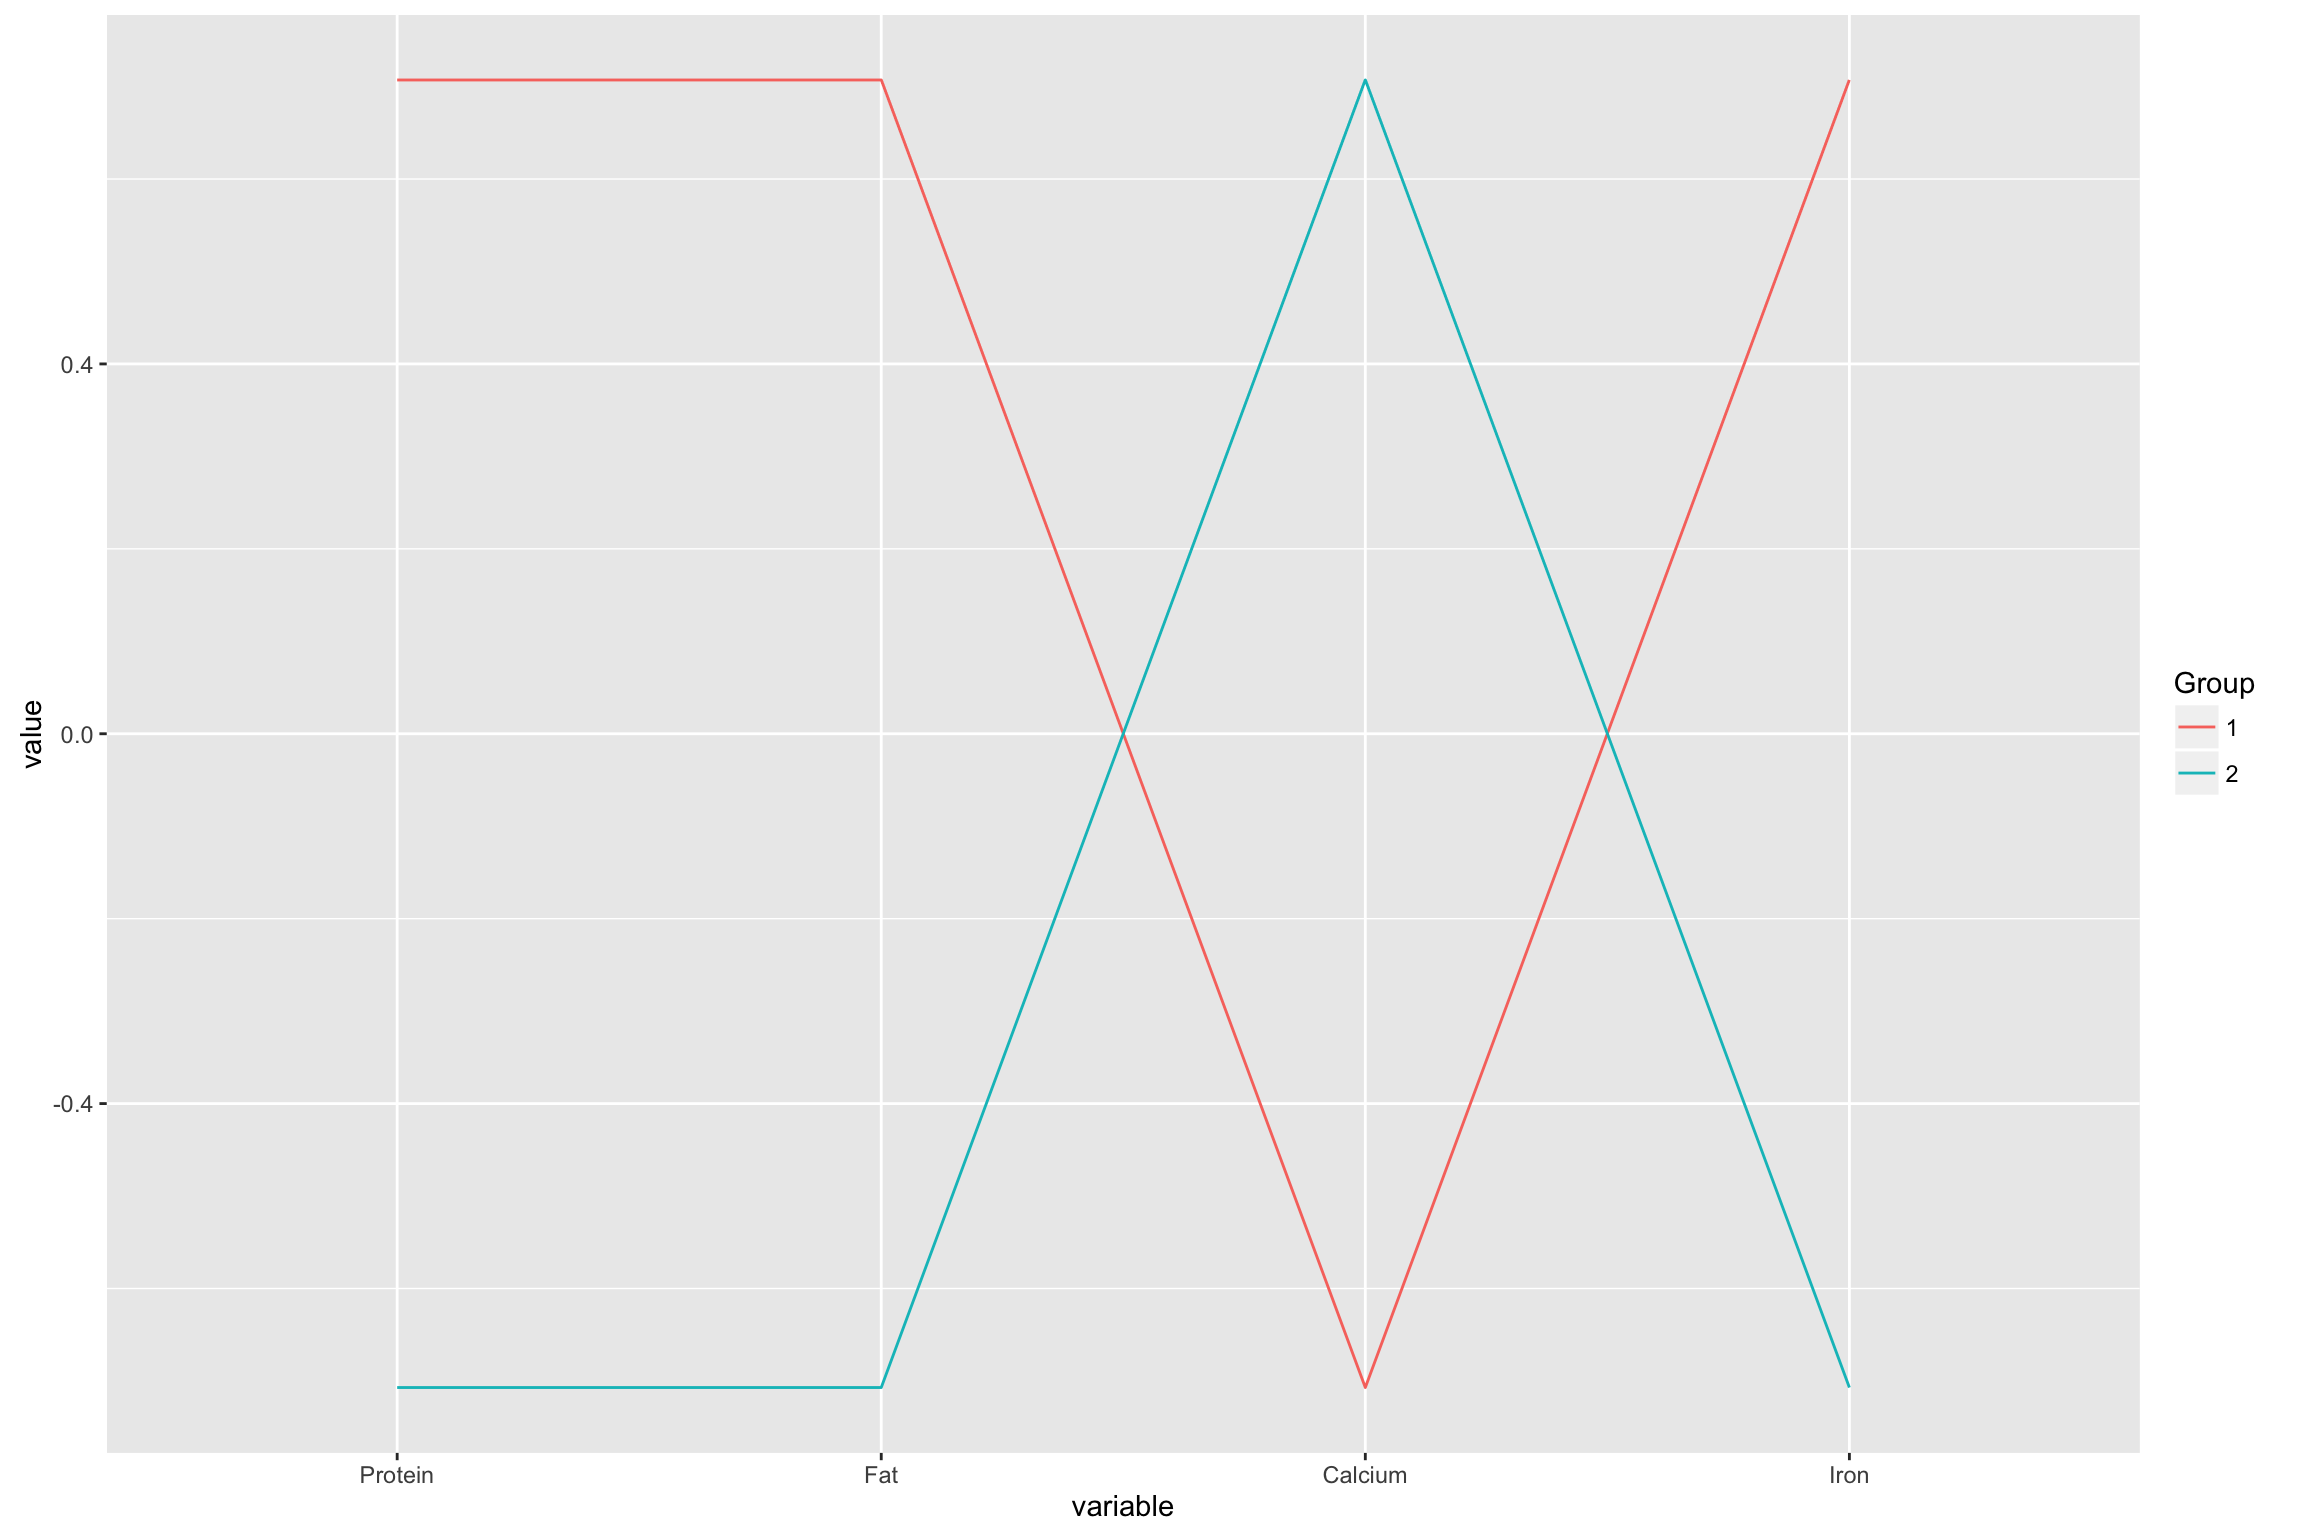 0.4
0.0
-0.4
value
Protein Fat Calcium Iron
variable
Group
1
2